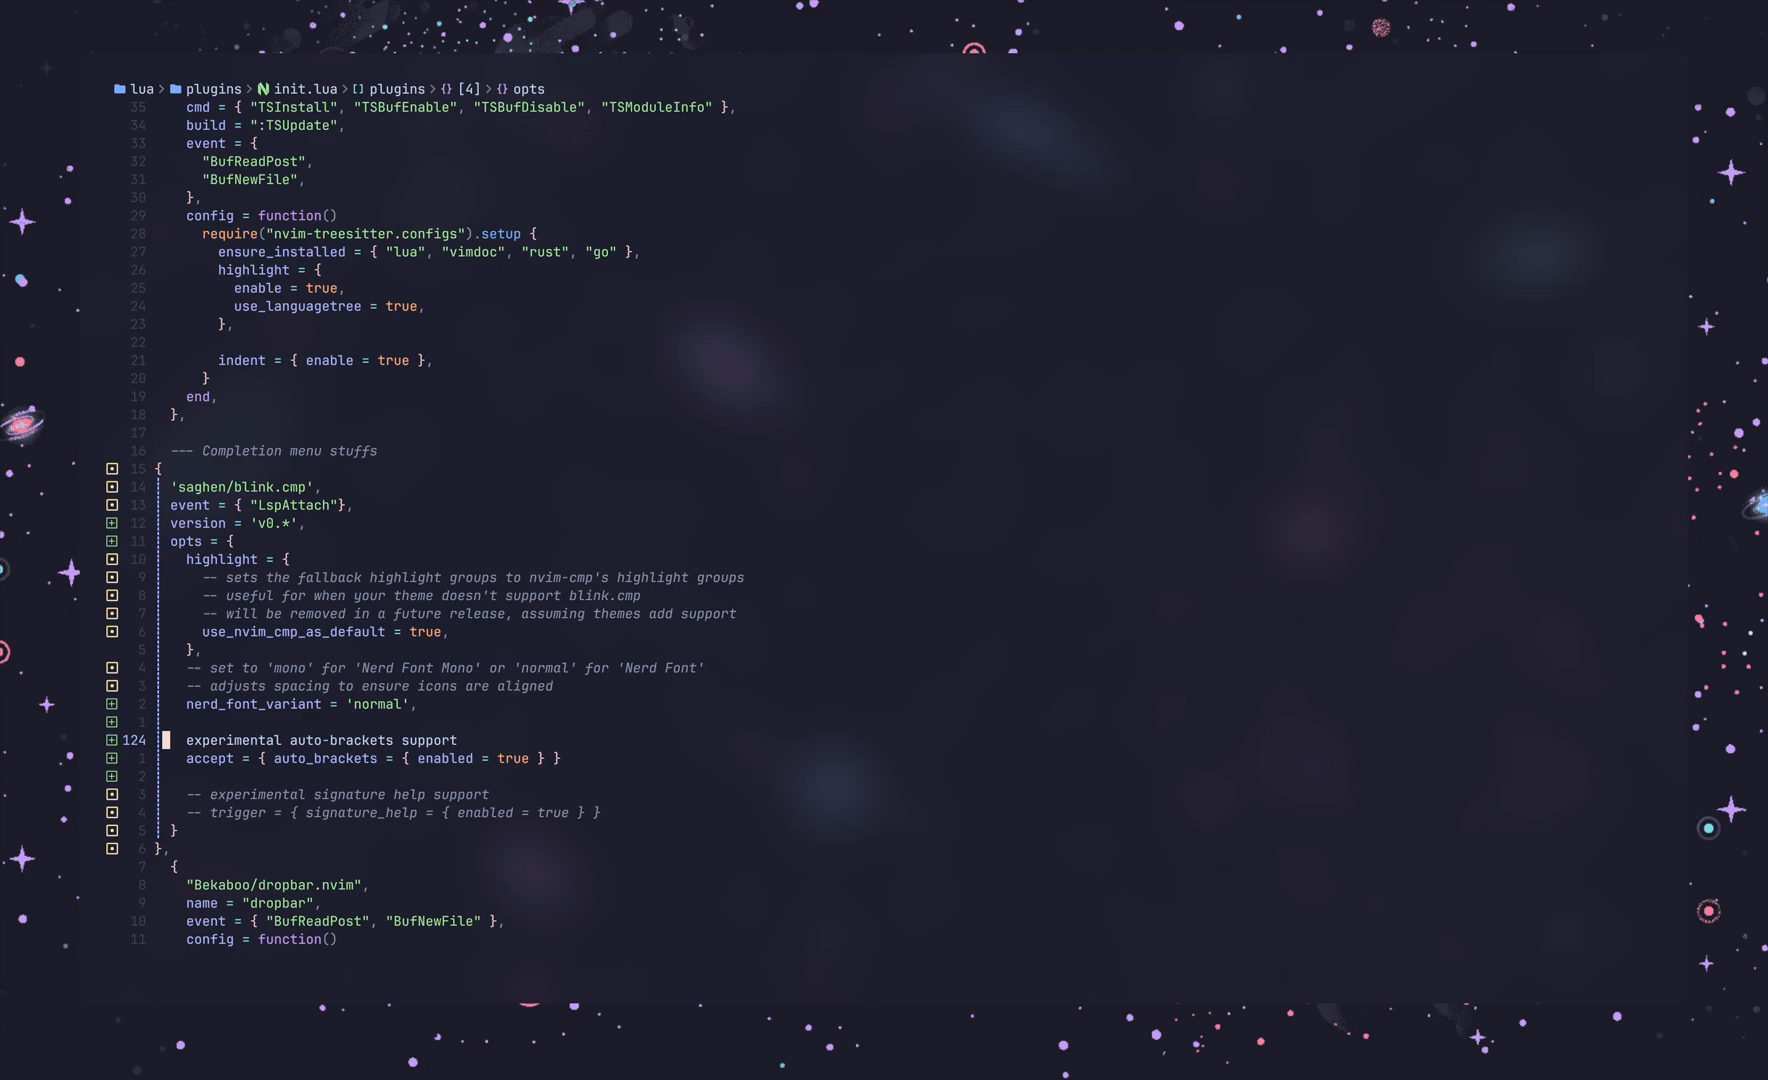 lua > plugins > init.lua > [] plugins > {} [4] > {} opts
35 cmd = { "TSInstall", "TSBufEnable", "TSBufDisable", "TSModuleInfo" },
34 build = ":TSUpdate",
33 event = {
32 "BufReadPost",
31 "BufNewFile",
30 },
29 config = function()
28 require("nvim-treesitter.configs").setup {
27 ensure_installed = { "lua", "vimdoc", "rust", "go" },
26 highlight = {
25 enable = true,
24 use_languagetree = true,
23 },
22
21 indent = { enable = true },
20 }
19 end,
18 },
17
16 --- Completion menu stuffs
15 {
14 'saghen/blink.cmp',
13 event = { "LspAttach"},
12 version = 'v0.*',
11 opts = {
10 highlight = {
9 -- sets the fallback highlight groups to nvim-cmp's highlight groups
8 -- useful for when your theme doesn't support blink.cmp
7 -- will be removed in a future release, assuming themes add support
6 use_nvim_cmp_as_default = true,
5 },
4 -- set to 'mono' for 'Nerd Font Mono' or 'normal' for 'Nerd Font'
3 -- adjusts spacing to ensure icons are aligned
2 nerd_font_variant = 'normal',
1
124 experimental auto-brackets support
1 accept = { auto_brackets = { enabled = true } }
2
3 -- experimental signature help support
4 -- trigger = { signature_help = { enabled = true } }
5 }
6 },
7 {
8 "Bekaboo/dropbar.nvim",
9 name = "dropbar",
10 event = { "BufReadPost", "BufNewFile" },
11 config = function()